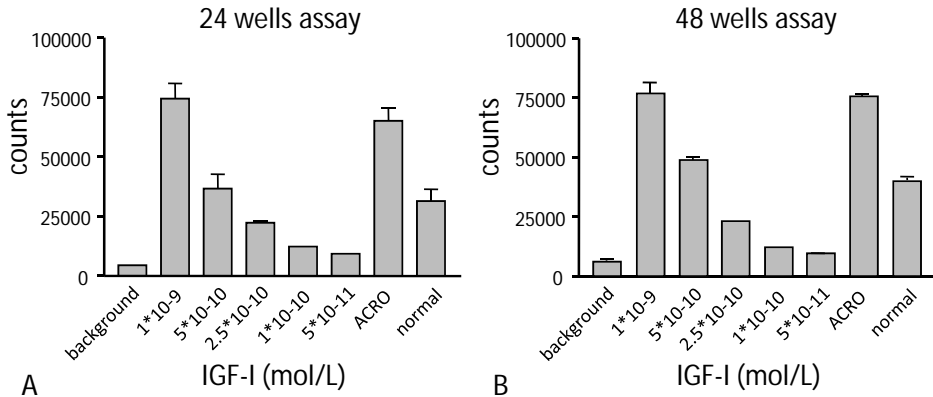 24 wells assay
100000
75000
50000
25000
0
counts
background
1*10-9
5*10-10
2.5*10-10
1*10-10
5*10-11
ACRO
normal
IGF-I (mol/L)
A
48 wells assay
100000
75000
50000
25000
0
counts
background
1*10-9
5*10-10
2.5*10-10
1*10-10
5*10-11
ACRO
normal
IGF-I (mol/L)
B